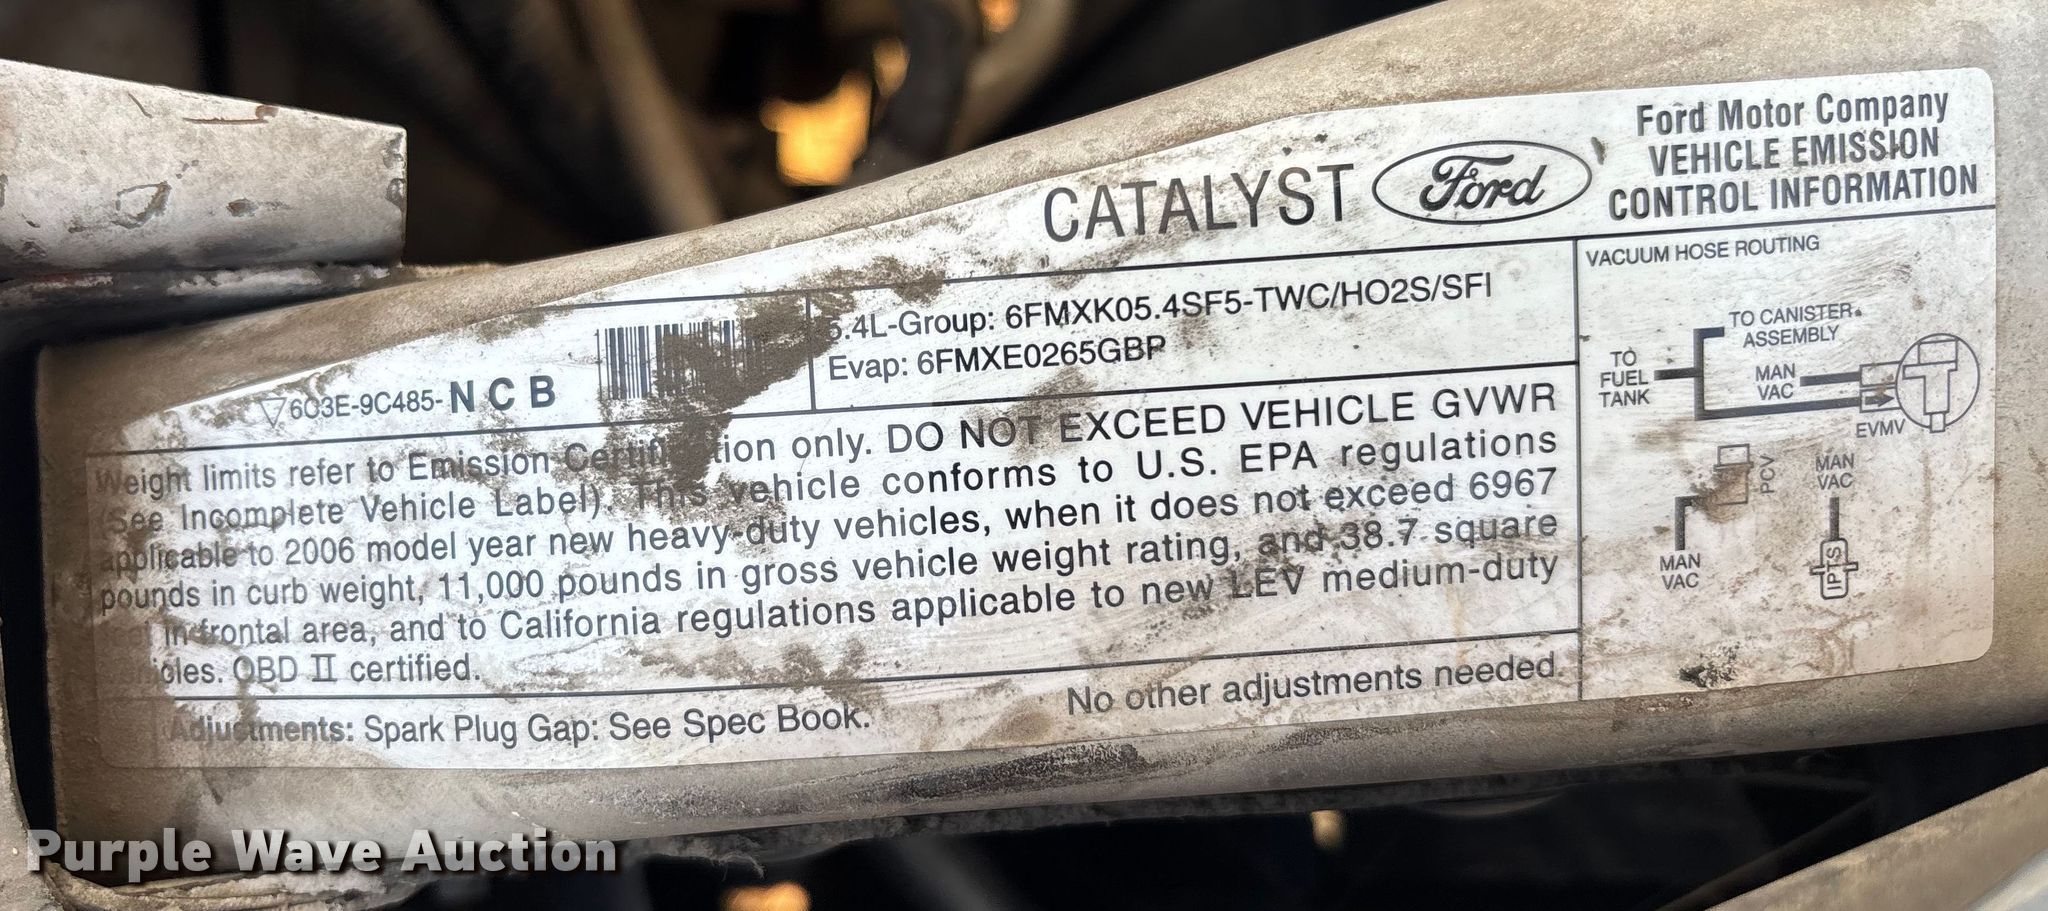 CATALYST
Ford
Ford Motor Company
VEHICLE EMISSION
CONTROL INFORMATION
6C3E-9C485-NCB
.4L-Group: 6FMXK05.4SF5-TWC/HO2S/SFI
Evap: 6FMXE0265GBP
Weight limits refer to Emission Certification only. DO NOT EXCEED VEHICLE GVWR
(See Incomplete Vehicle Label). This vehicle conforms to U.S. EPA regulations
applicable to 2006 model year new heavy-duty vehicles, when it does not exceed 6967
pounds in curb weight, 11,000 pounds in gross vehicle weight rating, and 38.7 square
in frontal area, and to California regulations applicable to new LEV medium-duty
cles. OBD II certified.
Adjustments: Spark Plug Gap: See Spec Book.
No other adjustments needed.
VACUUM HOSE ROUTING
TO CANISTER
ASSEMBLY
TO
FUEL
TANK
MAN
VAC
EVMV
PCV
MAN
VAC
MAN
VAC
IPTS
Purple Wave Auction